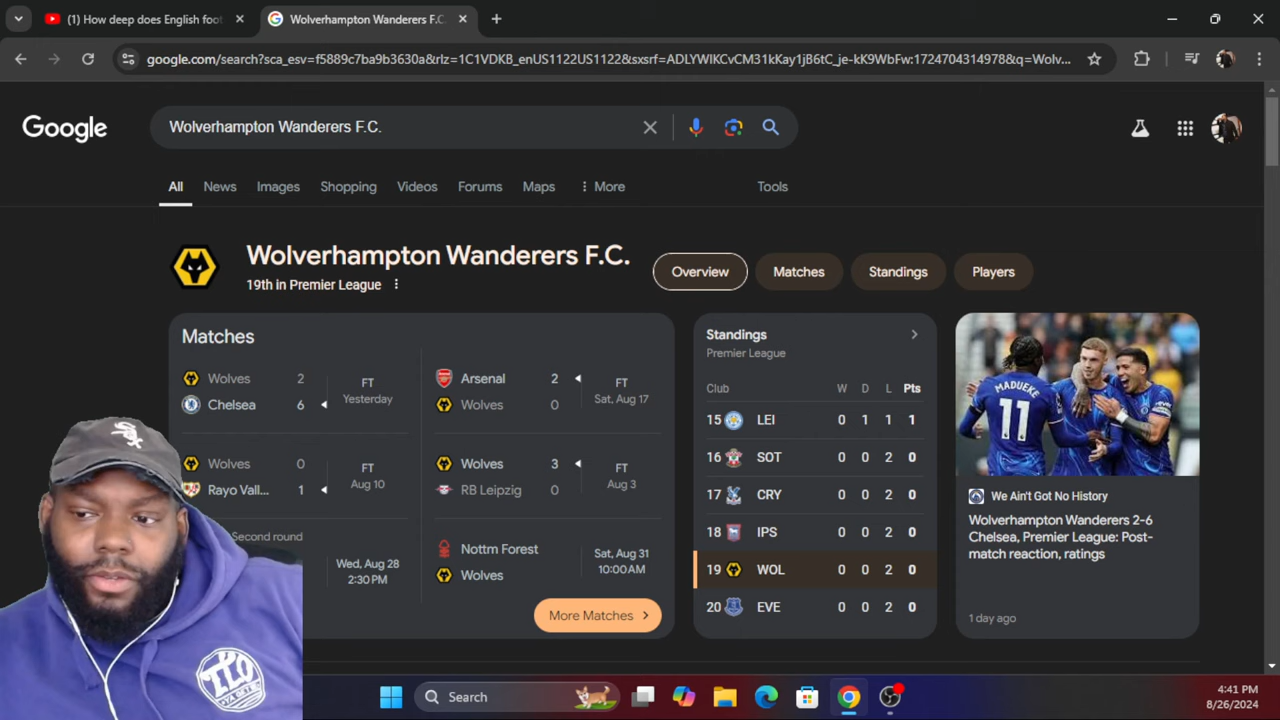 (1) How deep does English foot
Wolverhampton Wanderers F.C.
google.com/search?sca_esv=f5889c7ba9b3630a&rlz=1C1VDKB_enUS1122US1122&sxsrf=ADLYWIKCvCM31kKay1jB6tC_je-kK9WbFw:1724704314978&q=Wolv...
Google
Wolverhampton Wanderers F.C.
All News Images Shopping Videos Forums Maps More Tools
Wolverhampton Wanderers F.C.
19th in Premier League
Overview Matches Standings Players
Matches
Wolves 2
Chelsea 6
FT
Yesterday
Arsenal 2
Wolves 0
FT
Sat, Aug 17
Wolves 0
Rayo Vall... 1
FT
Aug 10
Wolves 3
RB Leipzig 0
FT
Aug 3
Second round
Wed, Aug 28
2:30 PM
Nottm Forest
Wolves
Sat, Aug 31
10:00 AM
More Matches
Standings
Premier League
Club W D L Pts
15 LEI 0 1 1 1
16 SOT 0 0 2 0
17 CRY 0 0 2 0
18 IPS 0 0 2 0
19 WOL 0 0 2 0
20 EVE 0 0 2 0
MADUEKE
11
We Ain't Got No History
Wolverhampton Wanderers 2-6
Chelsea, Premier League: Post-
match reaction, ratings
1 day ago
TLO
Search
4:41 PM
8/26/2024